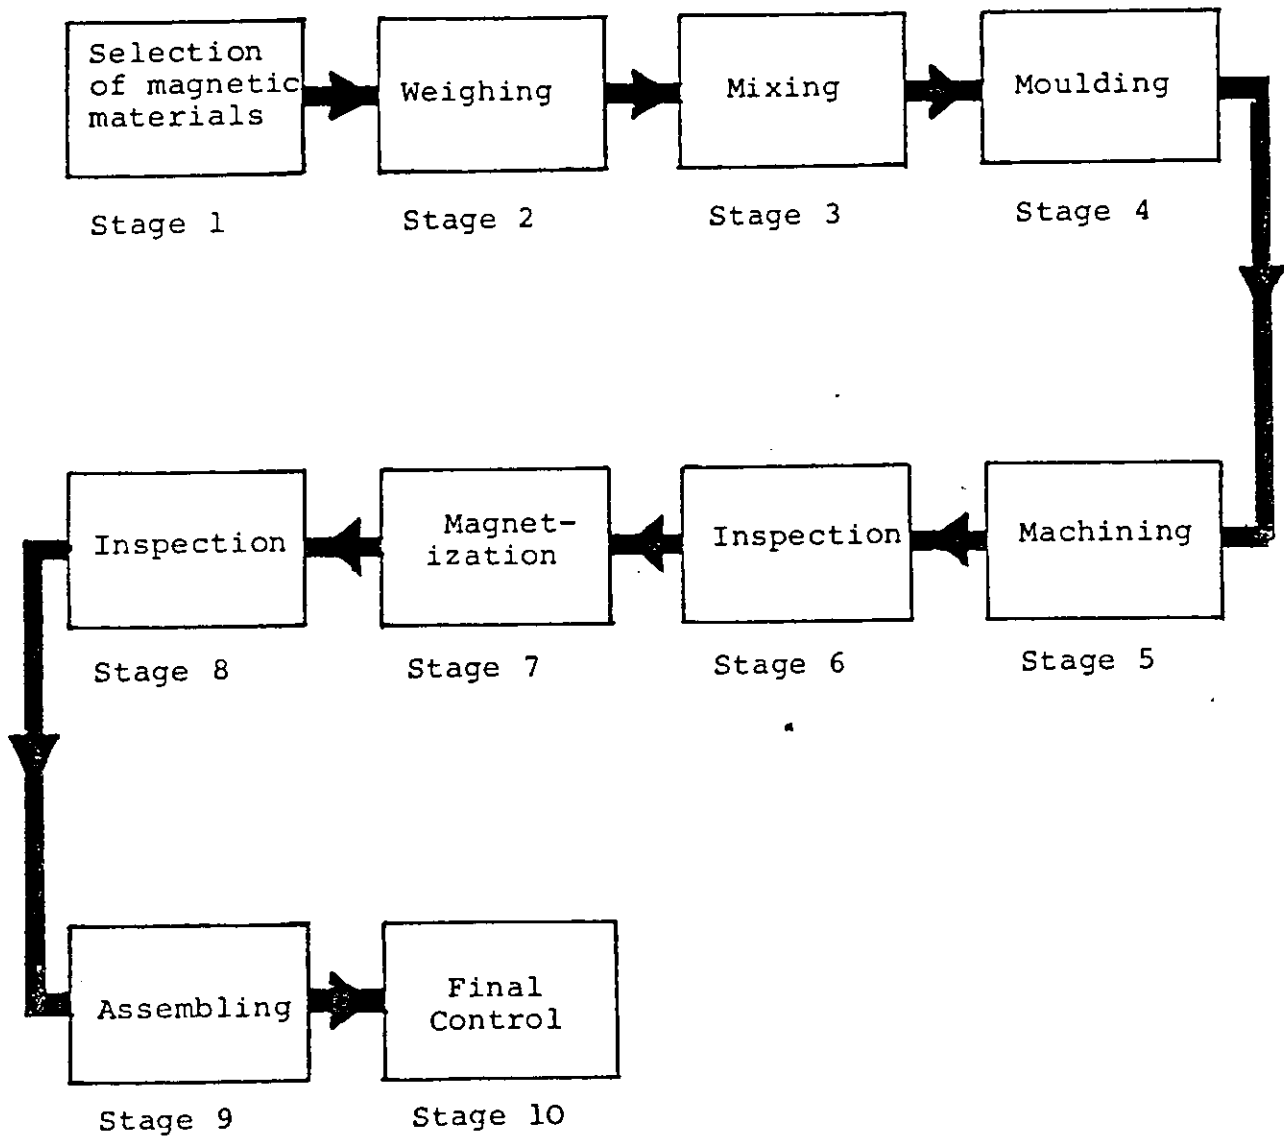 Selection
of magnetic
materials
Weighing
Mixing
Moulding
Stage 1
Stage 2
Stage 3
Stage 4
Inspection
Magnet-
ization
Inspection
Machining
Stage 8
Stage 7
Stage 6
Stage 5
Assembling
Final
Control
Stage 9
Stage 10